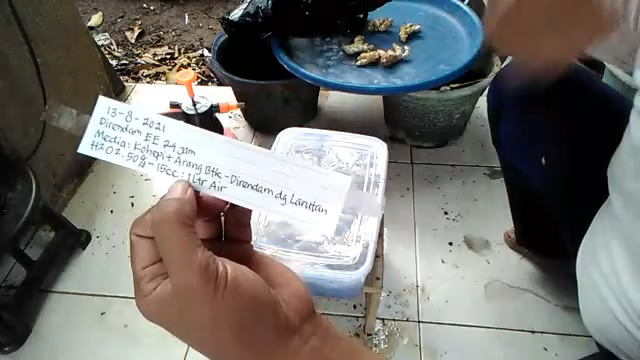 13-8-2021
Direndam EE 24 jam
Media: Kohepi + Arang Btk - Direndam dg Larutan
H2O2.50% - 15cc : 1 Ltr Air